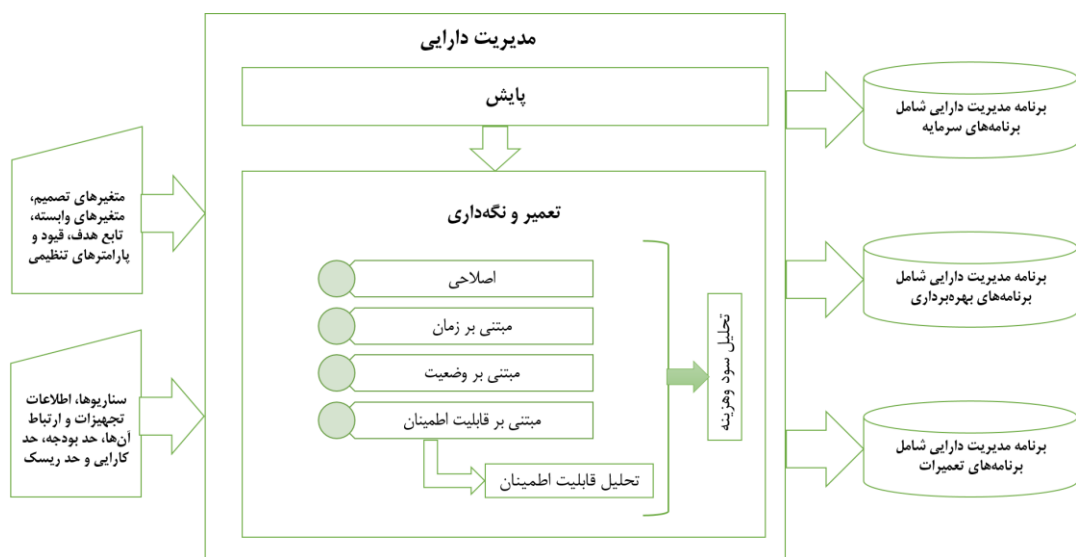 مدیریت دارایی
پایش
تعمیر و نگه‌داری
اصلاحی
مبتنی بر زمان
مبتنی بر وضعیت
مبتنی بر قابلیت اطمینان
تحلیل قابلیت اطمینان
تحلیل سود وهزینه
متغیرهای تصمیم،
متغیرهای وابسته،
تابع هدف، قیود و
پارامترهای تنظیمی
سناریوها، اطلاعات
تجهیزات و ارتباط
آن‌ها، حد بودجه، حد
کارایی و حد ریسک
برنامه مدیریت دارایی شامل
برنامه‌های سرمایه
برنامه مدیریت دارایی شامل
برنامه‌های بهره‌برداری
برنامه مدیریت دارایی شامل
برنامه‌های تعمیرات